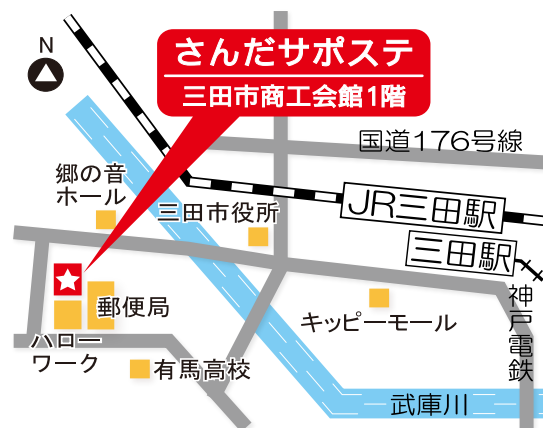 N
さんだサポステ
三田市商工会館1階
国道176号線
郷の音
ホール
三田市役所
JR三田駅
三田駅
神戸電鉄
郵便局
キッピーモール
ハロー
ワーク
有馬高校
武庫川